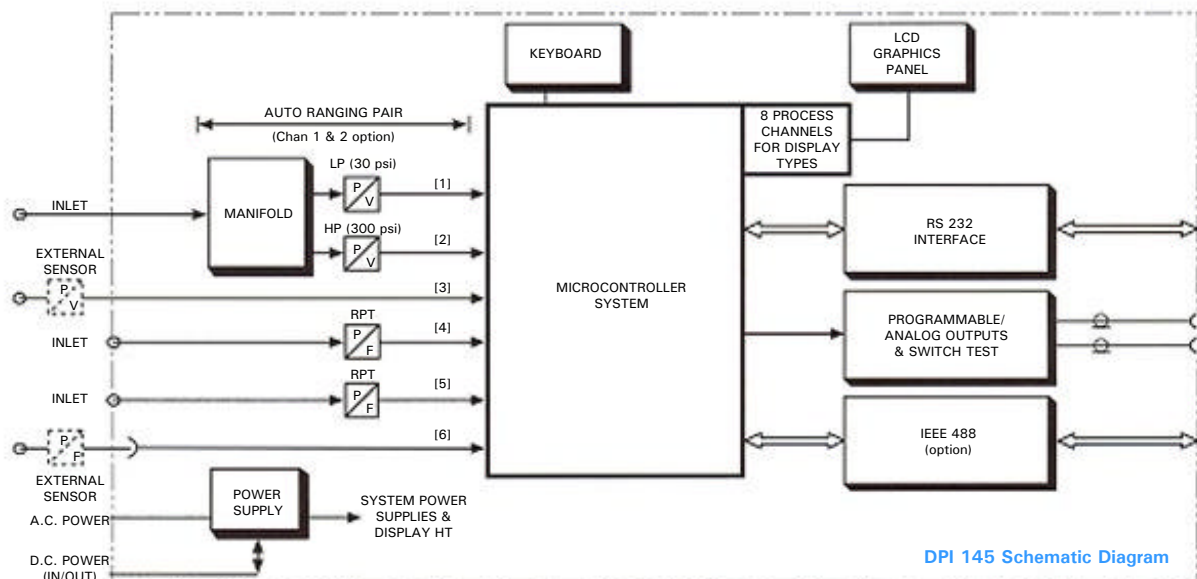 KEYBOARD
LCD
GRAPHICS
PANEL
AUTO RANGING PAIR
(Chan 1 & 2 option)
8 PROCESS
CHANNELS
FOR DISPLAY
TYPES
LP (30 psi)
P
V
[1]
INLET
MANIFOLD
HP (300 psi)
P
V
[2]
RS 232
INTERFACE
EXTERNAL
SENSOR
P
V
[3]
MICROCONTROLLER
SYSTEM
RPT
P
F
[4]
INLET
PROGRAMMABLE/
ANALOG OUTPUTS
& SWITCH TEST
RPT
P
F
[5]
INLET
P
F
[6]
EXTERNAL
SENSOR
IEEE 488
(option)
POWER
SUPPLY
SYSTEM POWER
SUPPLIES &
DISPLAY HT
A.C. POWER
D.C. POWER
(IN/OUT)
DPI 145 Schematic Diagram